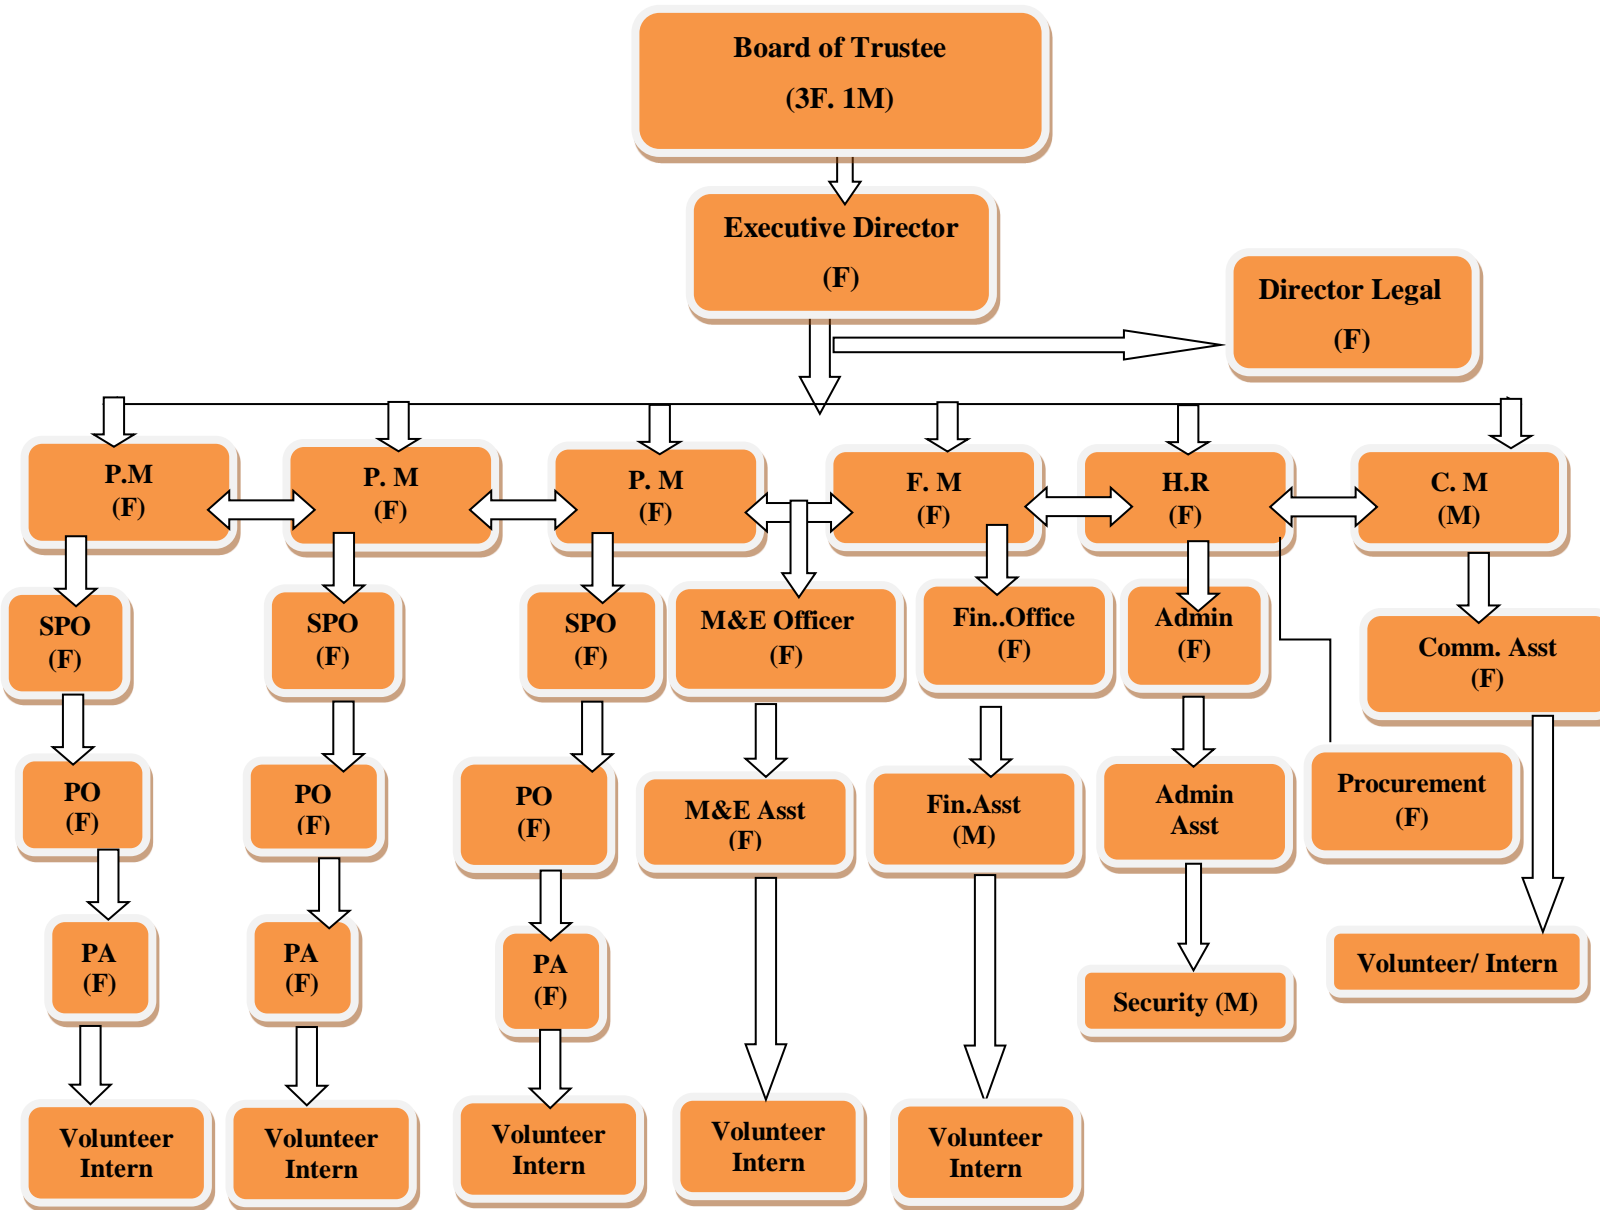 Board of Trustee
(3F. 1M)
Executive Director
(F)
Director Legal
(F)
P.M
(F)
P. M
(F)
P. M
(F)
F. M
(F)
H.R
(F)
C. M
(M)
SPO
(F)
SPO
(F)
SPO
(F)
M&E Officer
(F)
Fin..Office
(F)
Admin
(F)
Comm. Asst
(F)
PO
(F)
PO
(F)
PO
(F)
M&E Asst
(F)
Fin.Asst
(M)
Admin
Asst
Procurement
(F)
PA
(F)
PA
(F)
PA
(F)
Security (M)
Volunteer/ Intern
Volunteer
Intern
Volunteer
Intern
Volunteer
Intern
Volunteer
Intern
Volunteer
Intern